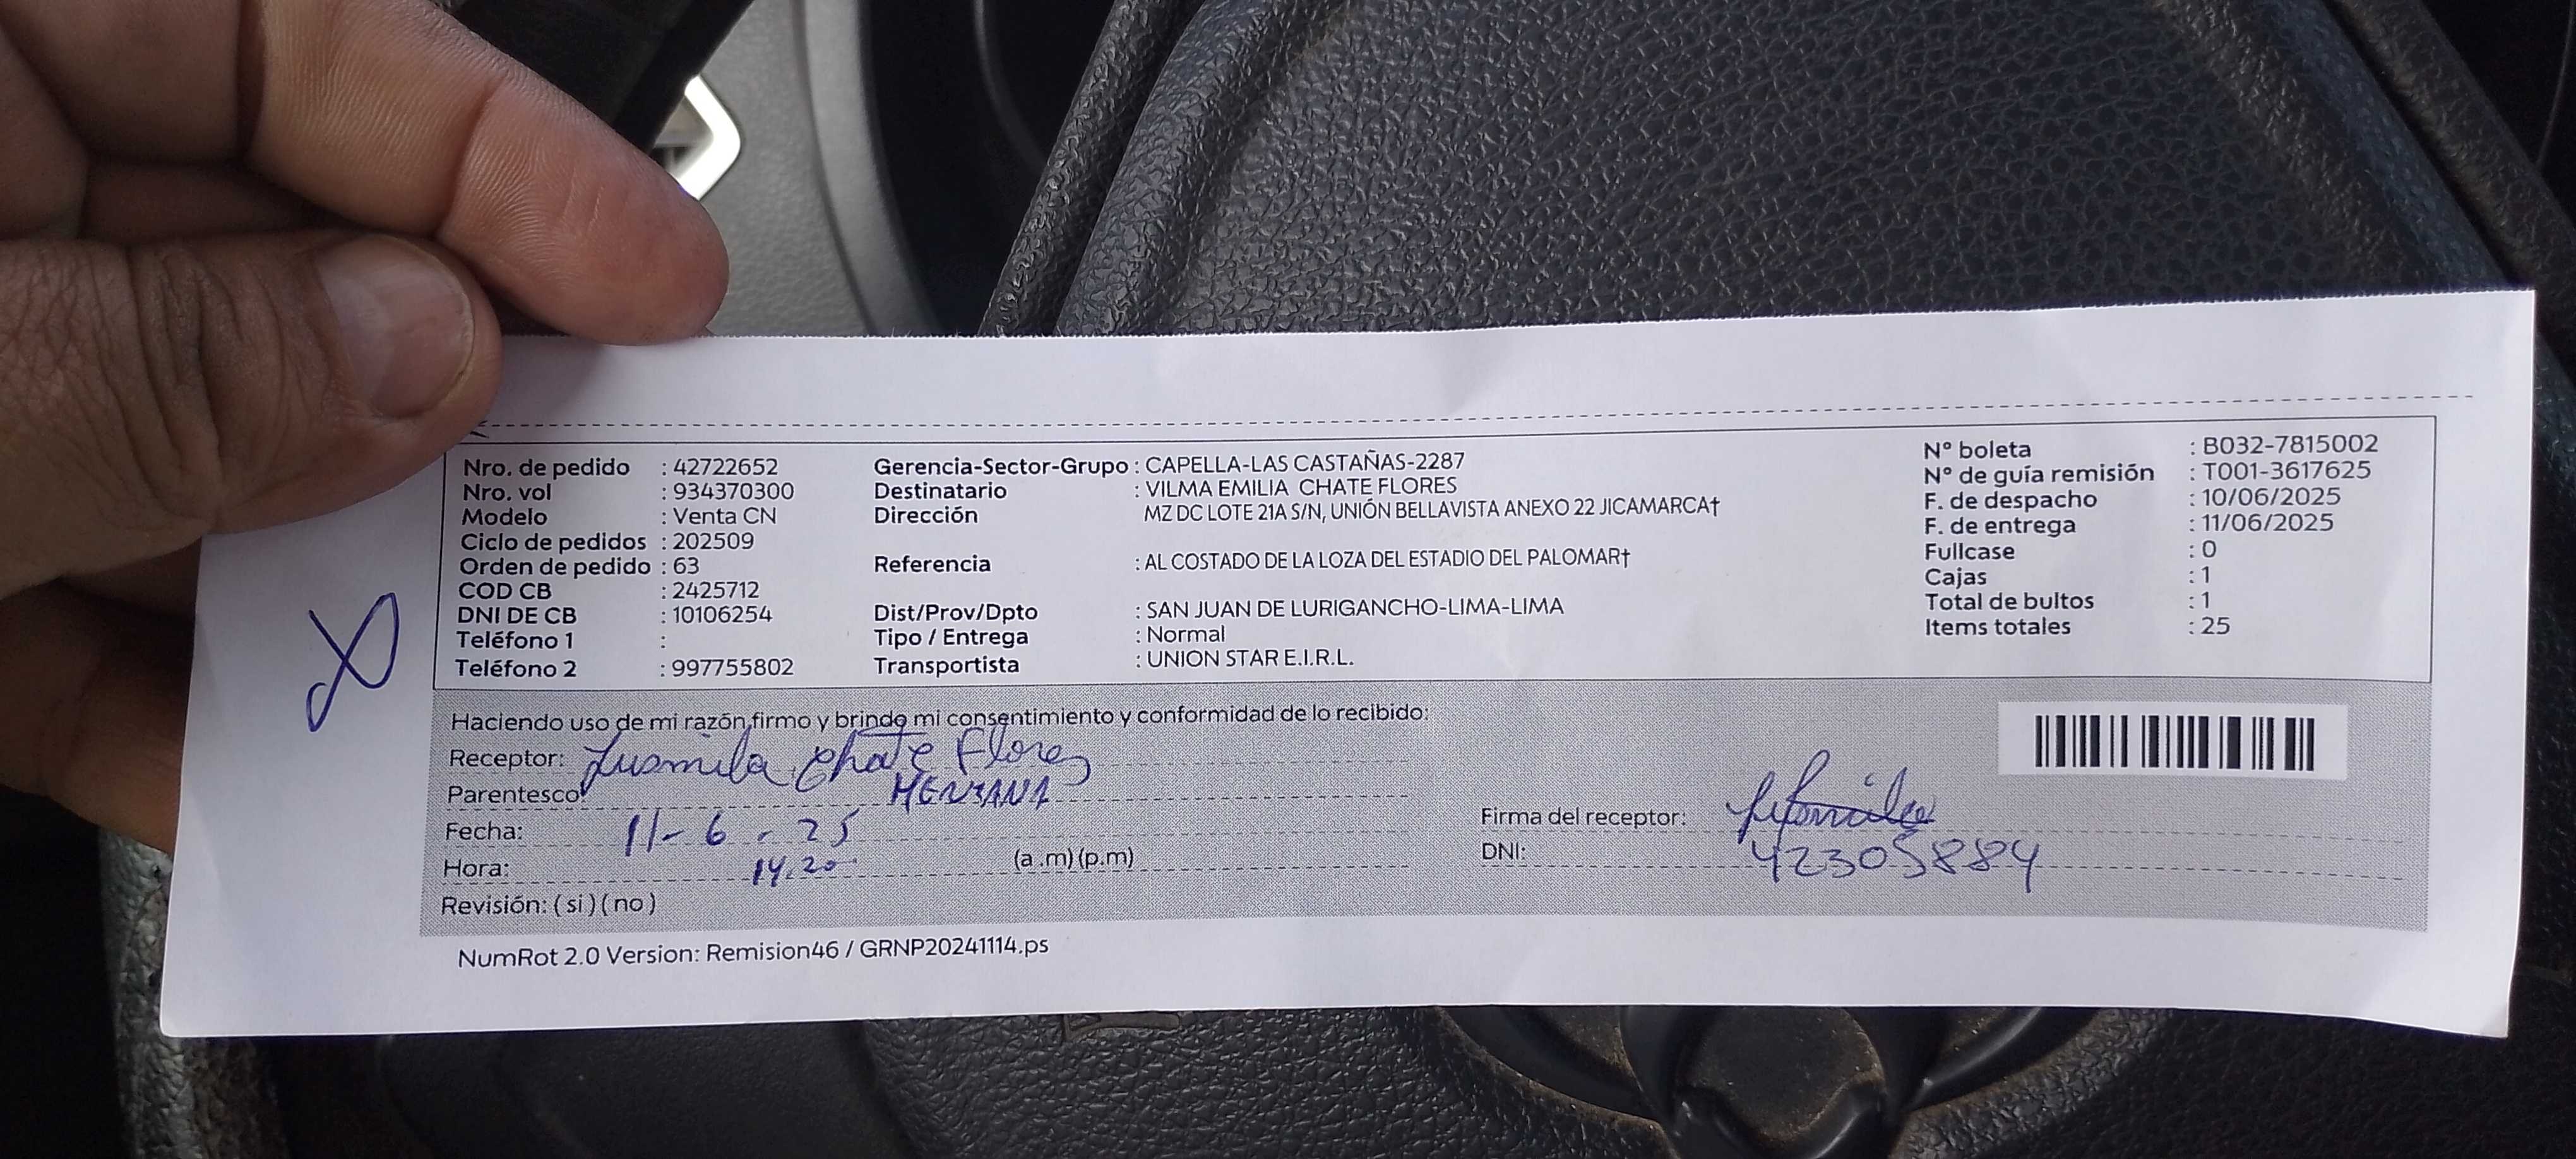 Nro. de pedido : 42722652
Nro. vol : 934370300
Modelo : Venta CN
Ciclo de pedidos : 202509
Orden de pedido : 63
COD CB : 2425712
DNI DE CB : 10106254
Teléfono 1 :
Teléfono 2 : 997755802
Gerencia-Sector-Grupo : CAPELLA-LAS CASTAÑAS-2287
Destinatario : VILMA EMILIA CHATE FLORES
Dirección MZ DC LOTE 21A S/N, UNIÓN BELLAVISTA ANEXO 22 JICAMARCA†
Referencia : AL COSTADO DE LA LOZA DEL ESTADIO DEL PALOMAR†
Dist/Prov/Dpto : SAN JUAN DE LURIGANCHO-LIMA-LIMA
Tipo / Entrega : Normal
Transportista : UNION STAR E.I.R.L.
N° boleta : B032-7815002
N° de guía remisión : T001-3617625
F. de despacho : 10/06/2025
F. de entrega : 11/06/2025
Fullcase : 0
Cajas : 1
Total de bultos : 1
Items totales : 25
Haciendo uso de mi razón,firmo y brindo mi consentimiento y conformidad de lo recibido:
Receptor: Lusmila Chate Flores
Parentesco:
Fecha: 11-6-25
Hora: 14.20 (a .m) (p.m)
Revisión: ( si ) ( no )
Firma del receptor:
DNI: 42305884
NumRot 2.0 Version: Remision46 / GRNP20241114.ps